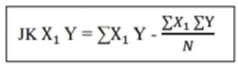 JK X₁ Y = ∑X₁ Y - ∑X₁ ∑Y / N